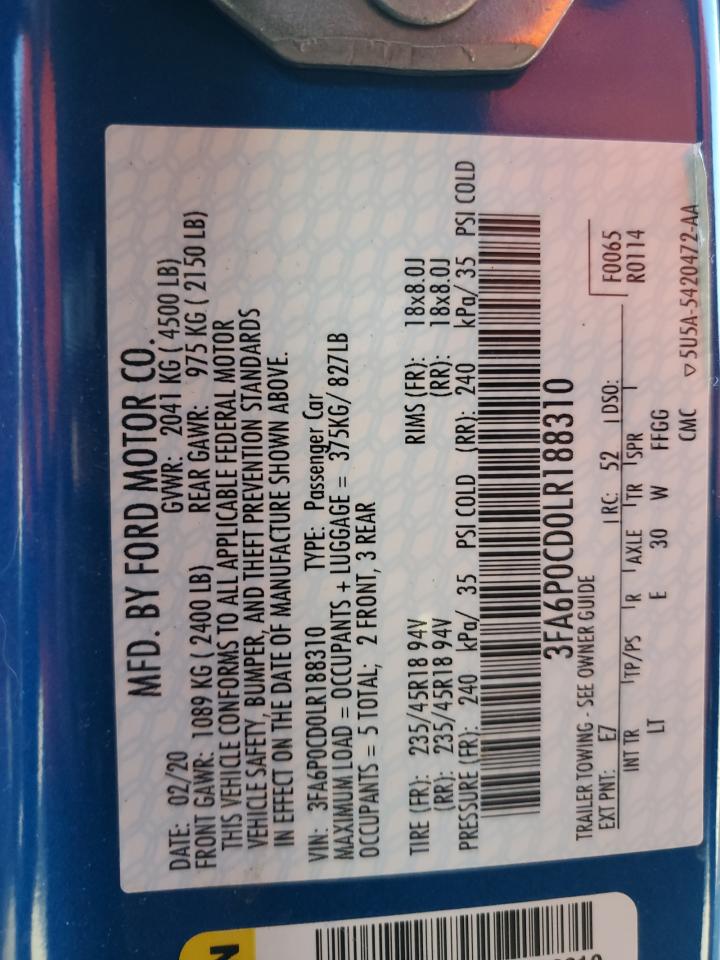 MFD. BY FORD MOTOR CO.
DATE: 02/20 GVWR: 2041 KG ( 4500 LB)
FRONT GAWR: 1089 KG ( 2400 LB) REAR GAWR: 975 KG ( 2150 LB)
THIS VEHICLE CONFORMS TO ALL APPLICABLE FEDERAL MOTOR
VEHICLE SAFETY, BUMPER, AND THEFT PREVENTION STANDARDS
IN EFFECT ON THE DATE OF MANUFACTURE SHOWN ABOVE.
VIN: 3FA6P0CD0LR188310 TYPE: Passenger Car
MAXIMUM LOAD = OCCUPANTS + LUGGAGE = 375KG/ 827LB
OCCUPANTS = 5 TOTAL; 2 FRONT, 3 REAR
TIRE (FR): 235/45R18 94V RIMS (FR): 18x8.0J
(RR): 235/45R18 94V (RR): 18x8.0J
PRESSURE (FR): 240 kPa/ 35 PSI COLD (RR): 240 kPa/ 35 PSI COLD
3FA6P0CD0LR188310
TRAILER TOWING - SEE OWNER GUIDE
EXT PNT: E7 RC: 52 DSO: F0065
R0114
INT TR TP/PS R AXLE TR SPR
LT E 30 W FFGG
CMC ▽5U5A-5420472-AA
N